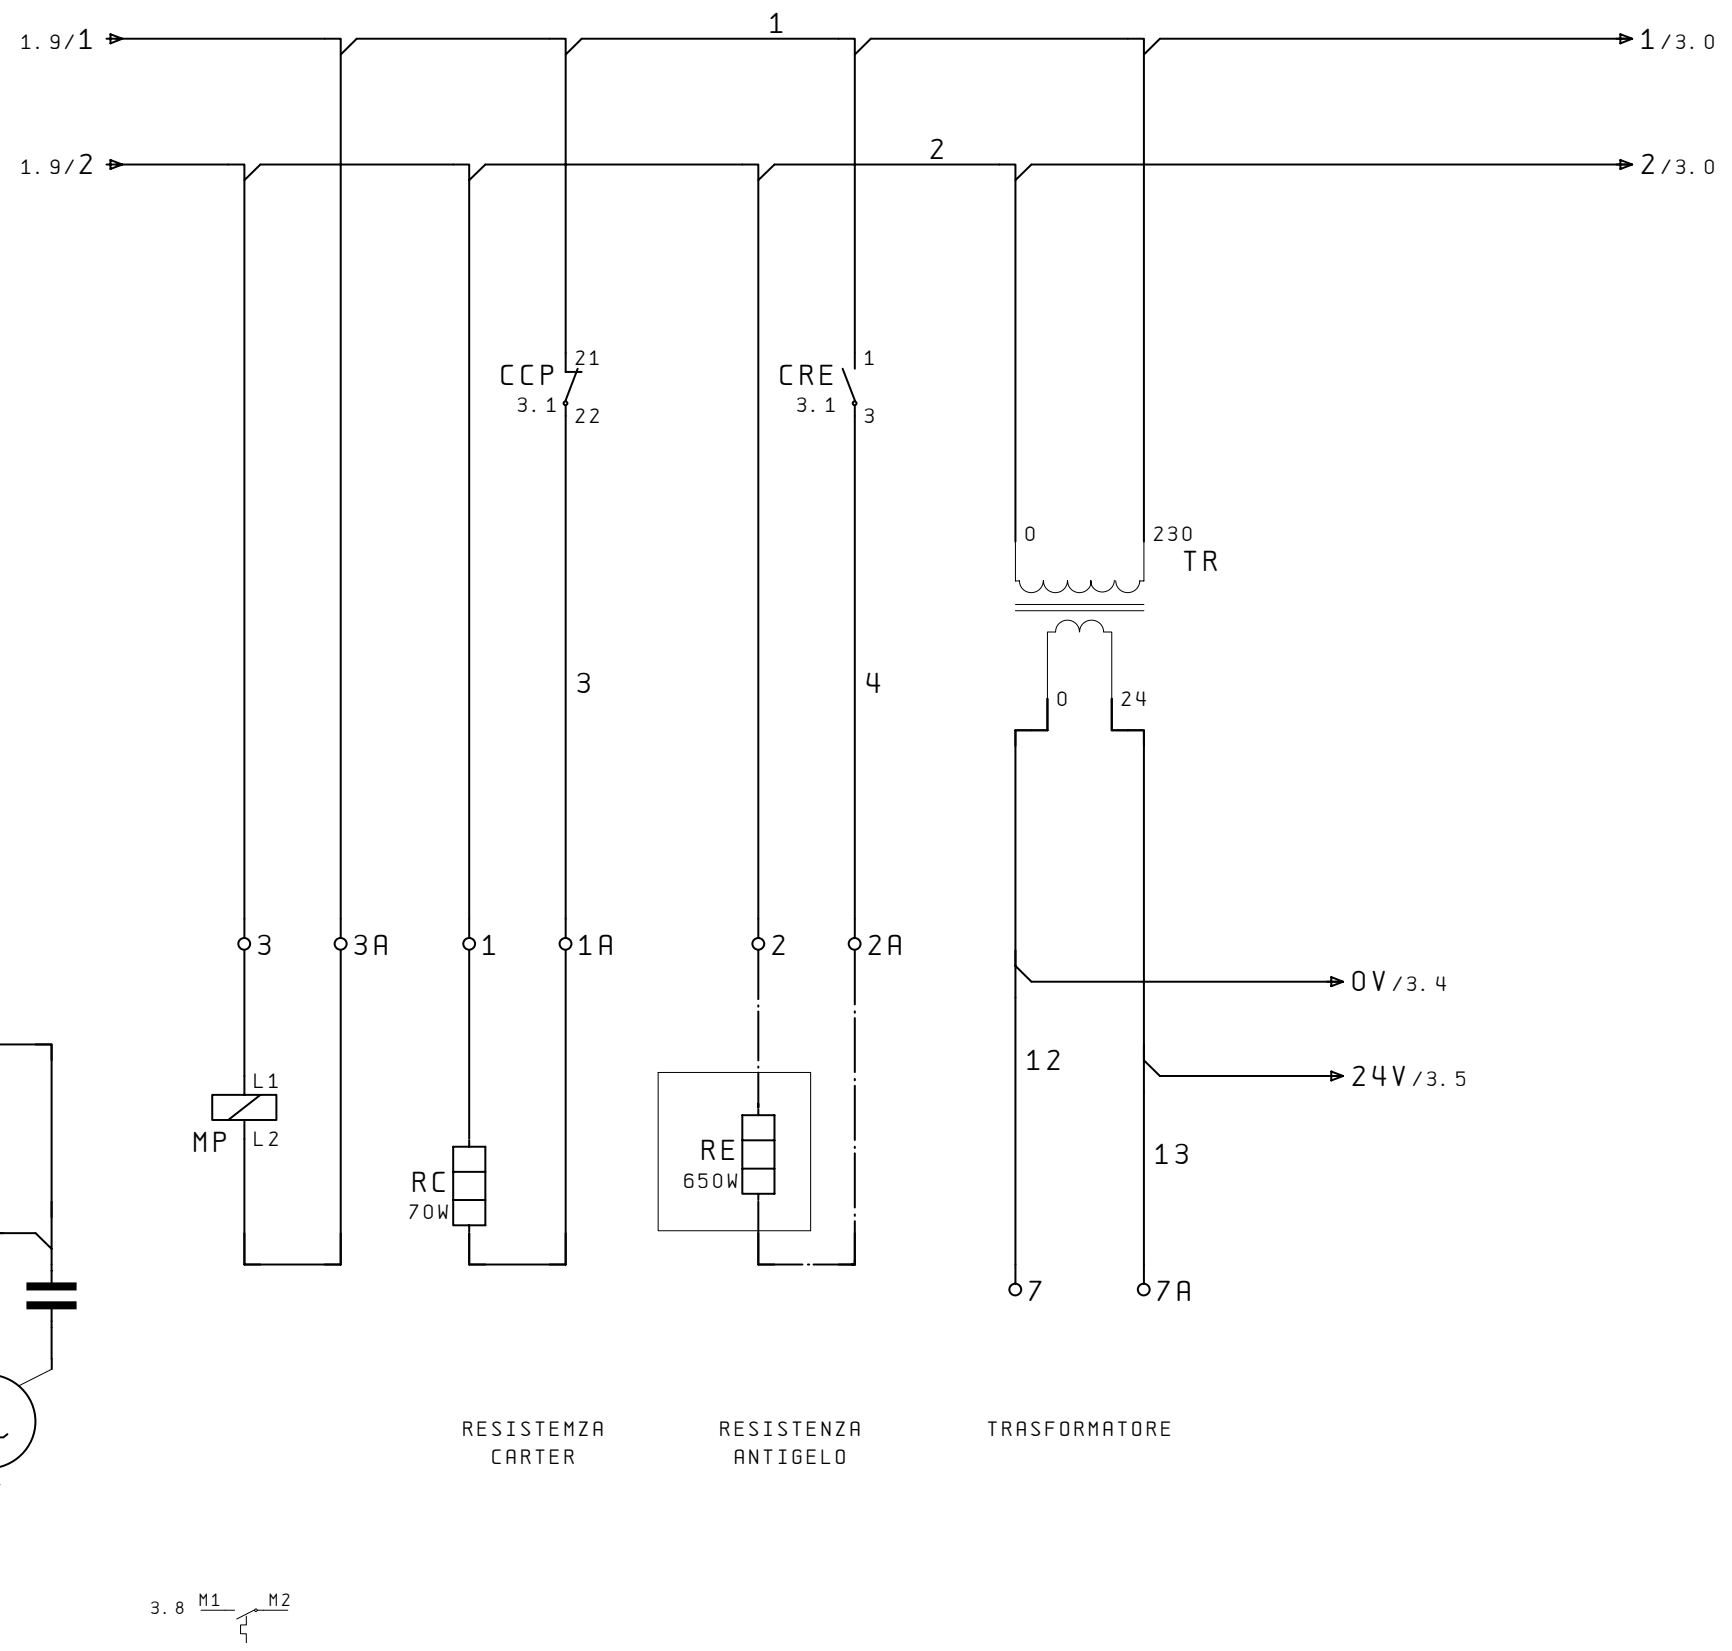 1
1.9/1
1/3.0
2
1.9/2
2/3.0
21
CCP
3.1
22
1
CRE
3.1
3
0
230
TR
3
4
0
24
3
3A
1
1A
2
2A
0V/3.4
12
24V/3.5
L1
MP
L2
13
RE
650W
RC
70W
7
7A
RESISTEMZA
CARTER
RESISTENZA
ANTIGELO
TRASFORMATORE
3.8 M1 M2